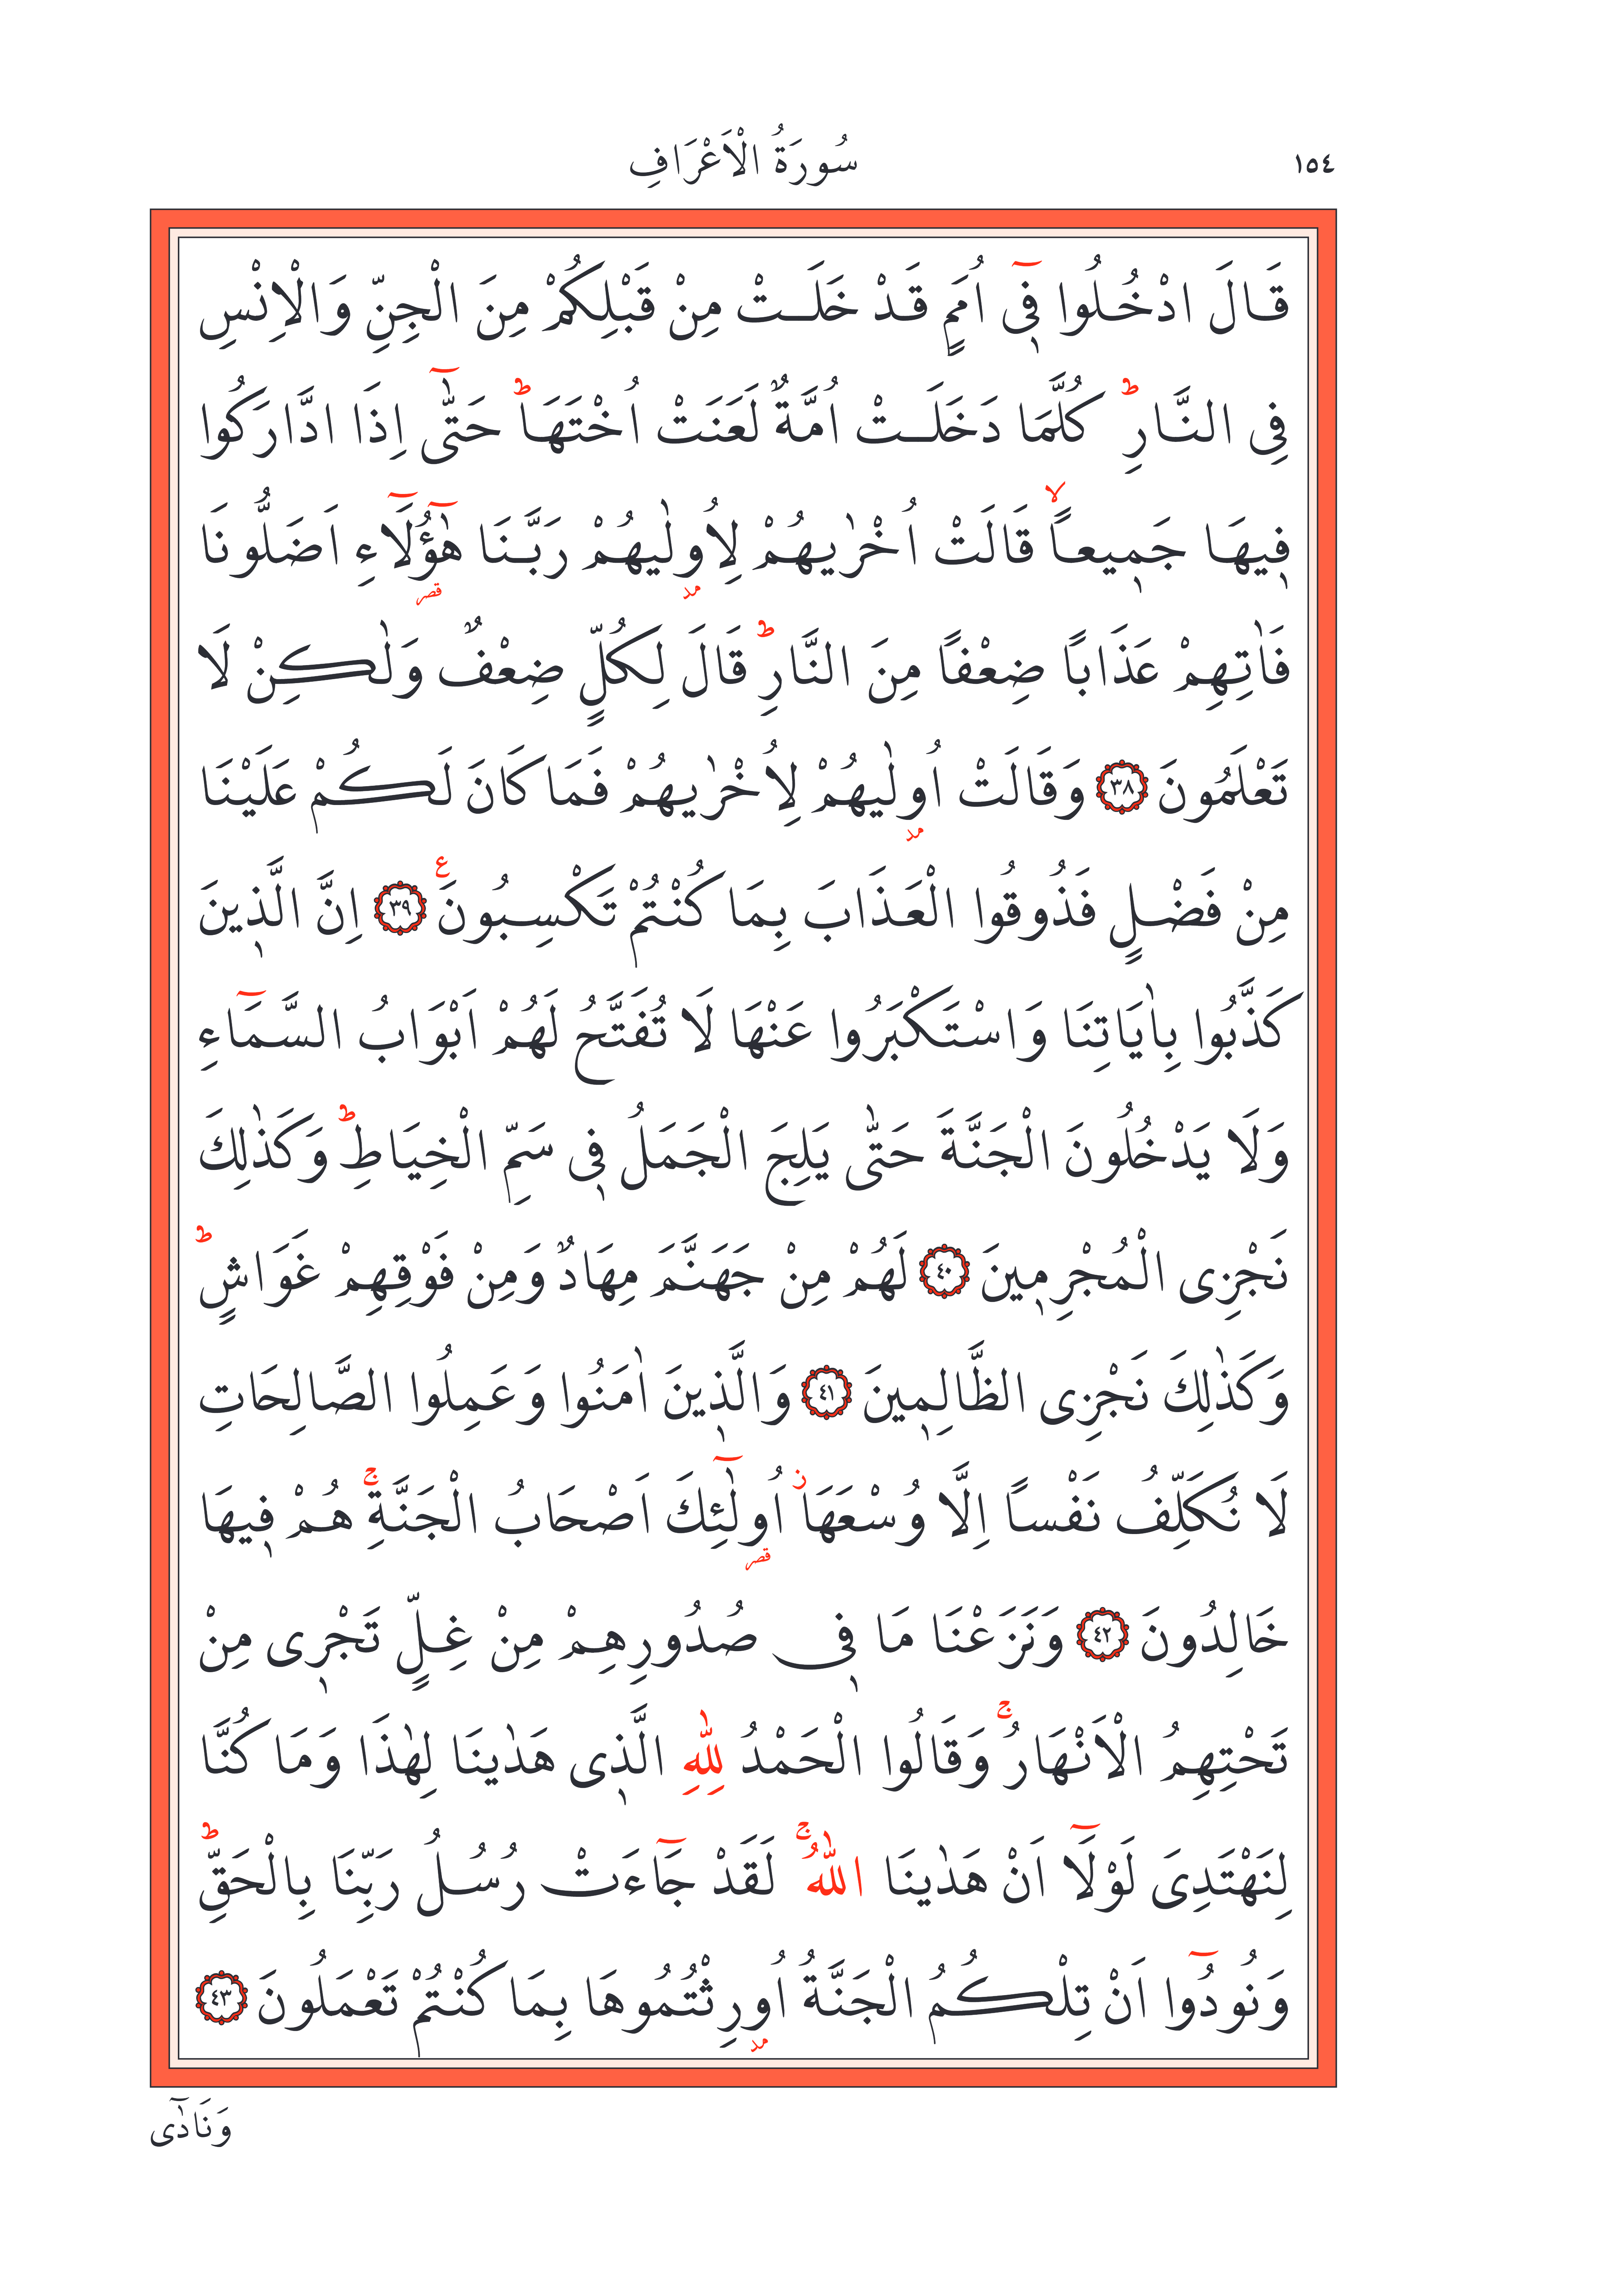 ١٥٤
سُورَةُ الْاَعْرَافِ
قَالَ ادْخُلُوا ف۪ٓي اُمَمٍ قَدْ خَلَتْ مِنْ قَبْلِكُمْ مِنَ الْجِنِّ وَالْاِنْسِ
فِي النَّارِۜ كُلَّمَا دَخَلَتْ اُمَّةٌ لَعَنَتْ اُخْتَهَاۜ حَتّٰٓى اِذَا ادَّارَكُوا
ف۪يهَا جَم۪يعاًۙ قَالَتْ اُخْرٰيهُمْ لِاُو۫لٰيهُمْ رَبَّنَا هٰٓؤُ۬لَٓاءِ اَضَلُّونَا
فَاٰتِهِمْ عَذَاباً ضِعْفاً مِنَ النَّارِۜ قَالَ لِكُلٍّ ضِعْفٌ وَلٰكِنْ لَا
تَعْلَمُونَ ﴿٣٨﴾ وَقَالَتْ اُو۫لٰيهُمْ لِاُخْرٰيهُمْ فَمَا كَانَ لَكُمْ عَلَيْنَا
مِنْ فَضْلٍ فَذُوقُوا الْعَذَابَ بِمَا كُنْتُمْ تَكْسِبُونَ۟ ﴿٣٩﴾ اِنَّ الَّذ۪ينَ
كَذَّبُوا بِاٰيَاتِنَا وَاسْتَكْبَرُوا عَنْهَا لَا تُفَتَّحُ لَهُمْ اَبْوَابُ السَّمَٓاءِ
وَلَا يَدْخُلُونَ الْجَنَّةَ حَتّٰى يَلِجَ الْجَمَلُ ف۪ي سَمِّ الْخِيَاطِۜ وَكَذٰلِكَ
نَجْزِي الْمُجْرِم۪ينَ ﴿٤٠﴾ لَهُمْ مِنْ جَهَنَّمَ مِهَادٌ وَمِنْ فَوْقِهِمْ غَوَاشٍۜ
وَكَذٰلِكَ نَجْزِي الظَّالِم۪ينَ ﴿٤١﴾ وَالَّذ۪ينَ اٰمَنُوا وَعَمِلُوا الصَّالِحَاتِ
لَا نُكَلِّفُ نَفْساً اِلَّا وُسْعَهَاۘ اُو۬لٰٓئِكَ اَصْحَابُ الْجَنَّةِۚ هُمْ ف۪يهَا
خَالِدُونَ ﴿٤٢﴾ وَنَزَعْنَا مَا ف۪ي صُدُورِهِمْ مِنْ غِلٍّ تَجْر۪ي مِنْ
تَحْتِهِمُ الْاَنْهَارُۚ وَقَالُوا الْحَمْدُ لِلّٰهِ الَّذ۪ي هَدٰينَا لِهٰذَا وَمَا كُنَّا
لِنَهْتَدِيَ لَوْلَٓا اَنْ هَدٰينَا اللّٰهُۚ لَقَدْ جَٓاءَتْ رُسُلُ رَبِّنَا بِالْحَقِّۜ
وَنُودُٓوا اَنْ تِلْكُمُ الْجَنَّةُ اُو۫رِثْتُمُوهَا بِمَا كُنْتُمْ تَعْمَلُونَ ﴿٤٣﴾
وَنَادٰٓى